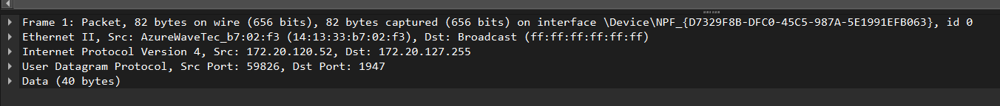 Frame 1: Packet, 82 bytes on wire (656 bits), 82 bytes captured (656 bits) on interface \Device\NPF_{D7329F8B-DFC0-45C5-987A-5E1991EFB063}, id 0
Ethernet II, Src: AzureWaveTec_b7:02:f3 (14:13:33:b7:02:f3), Dst: Broadcast (ff:ff:ff:ff:ff:ff)
Internet Protocol Version 4, Src: 172.20.120.52, Dst: 172.20.127.255
User Datagram Protocol, Src Port: 59826, Dst Port: 1947
Data (40 bytes)